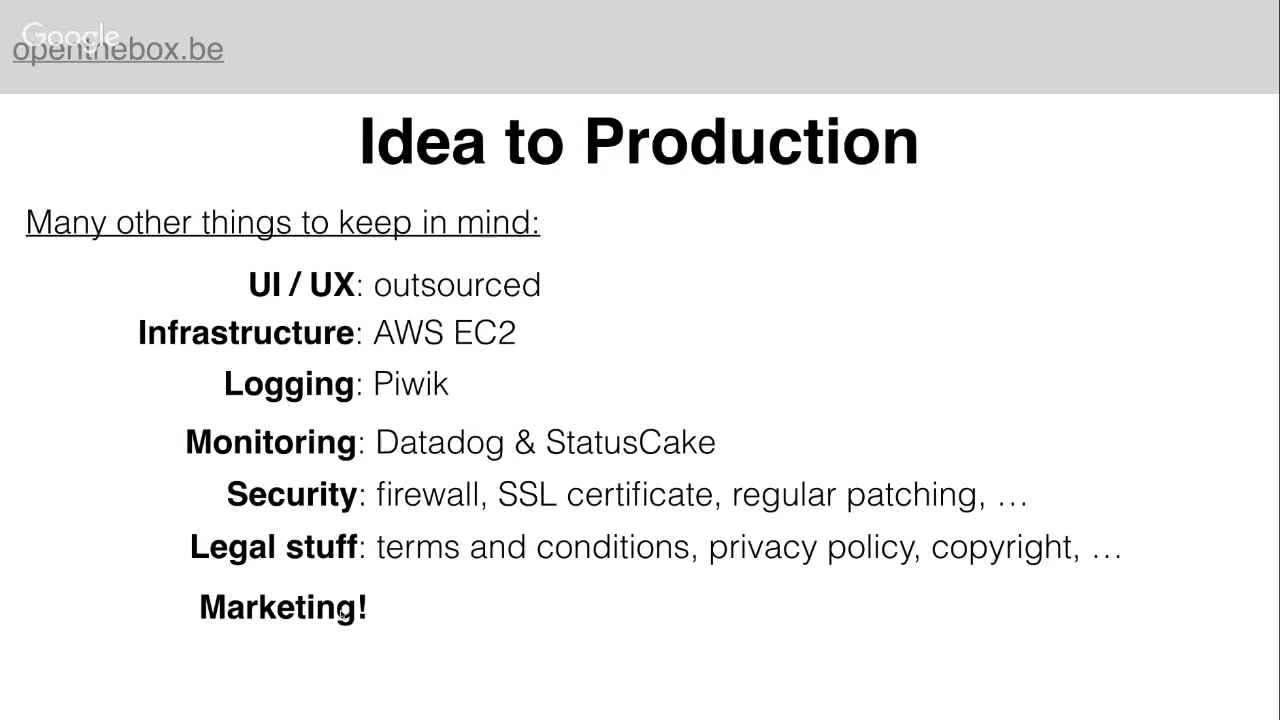 Google
openthebox.be
Idea to Production
Many other things to keep in mind:
UI / UX: outsourced
Infrastructure: AWS EC2
Logging: Piwik
Monitoring: Datadog & StatusCake
Security: firewall, SSL certificate, regular patching, …
Legal stuff: terms and conditions, privacy policy, copyright, …
Marketing!